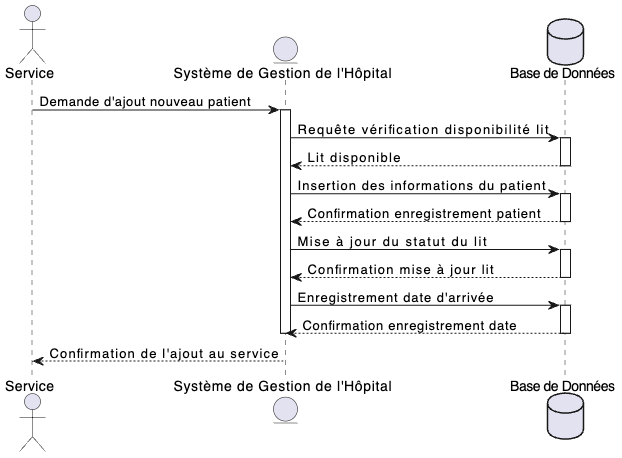 Service
Système de Gestion de l'Hôpital
Base de Données
Demande d'ajout nouveau patient
Requête vérification disponibilité lit
Lit disponible
Insertion des informations du patient
Confirmation enregistrement patient
Mise à jour du statut du lit
Confirmation mise à jour lit
Enregistrement date d'arrivée
Confirmation enregistrement date
Confirmation de l'ajout au service
Service
Système de Gestion de l'Hôpital
Base de Données